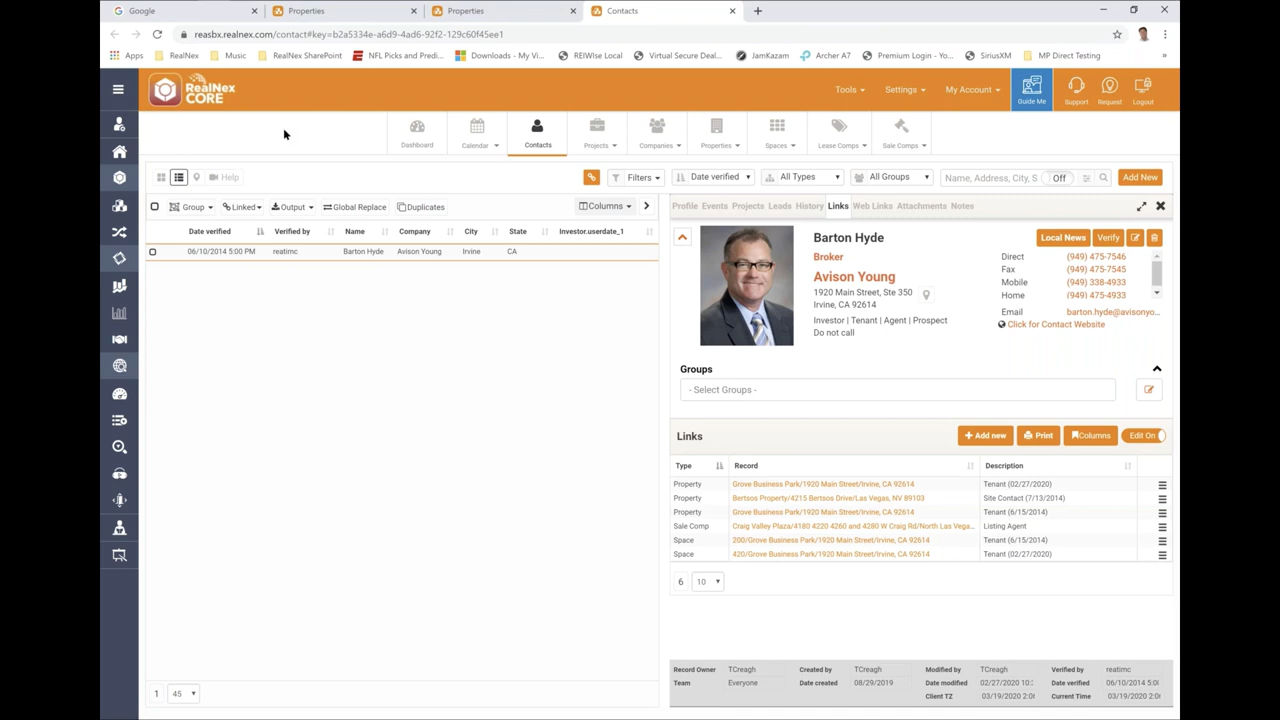 Google
Properties
Properties
Contacts
reasbx.realnex.com/contact#key=b2a5334e-a6d9-4ad6-92f2-129c60f45ee1
Apps RealNex Music RealNex SharePoint NFL Picks and Predi... Downloads - My Vi... REIWise Local Virtual Secure Deal... JamKazam Archer A7 Premium Login - Yo... SiriusXM MP Direct Testing »
RealNex
CORE
Tools Settings My Account Guide Me Support Request Logout
Dashboard Calendar Contacts Projects Companies Properties Spaces Lease Comps Sale Comps
Help Filters Date verified All Types All Groups Name, Address, City, S Off Add New
Group Linked Output Global Replace Duplicates Columns
Date verified Verified by Name Company City State Investor.userdate_1
06/10/2014 5:00 PM reatimc Barton Hyde Avison Young Irvine CA
1 45
Profile Events Projects Leads History Links Web Links Attachments Notes
Barton Hyde
Local News Verify
Broker
Avison Young
1920 Main Street, Ste 350
Irvine, CA 92614
Investor | Tenant | Agent | Prospect
Do not call
Direct (949) 475-7546
Fax (949) 475-7545
Mobile (949) 338-4933
Home (949) 475-4933
Email barton.hyde@avisonyo...
Click for Contact Website
Groups
- Select Groups -
Links
+ Add new Print Columns Edit On
Type Record Description
Property Grove Business Park/1920 Main Street/Irvine, CA 92614 Tenant (02/27/2020)
Property Bertsos Property/4215 Bertsos Drive/Las Vegas, NV 89103 Site Contact (7/13/2014)
Property Grove Business Park/1920 Main Street/Irvine, CA 92614 Tenant (6/15/2014)
Sale Comp Craig Valley Plaza/4180 4220 4260 and 4280 W Craig Rd/North Las Vega... Listing Agent
Space 200/Grove Business Park/1920 Main Street/Irvine, CA 92614 Tenant (6/15/2014)
Space 420/Grove Business Park/1920 Main Street/Irvine, CA 92614 Tenant (02/27/2020)
6 10
Record Owner TCreagh Created by TCreagh Modified by TCreagh Verified by reatimc
Team Everyone Date created 08/29/2019 Date modified 02/27/2020 10: Date verified 06/10/2014 5:00
Client TZ 03/19/2020 2:0 Current Time 03/19/2020 2:0